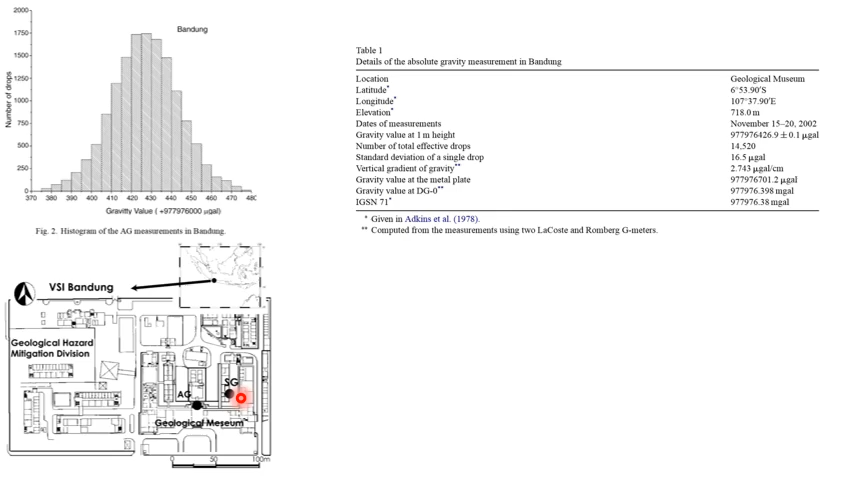 2000
Bandung
1750
1500
1250
1000
750
500
250
0
Number of drops
370 380 390 400 410 420 430 440 450 460 470 480
Gravitty Value ( +977976000 μgal)
Fig. 2. Histogram of the AG measurements in Bandung.
VSI Bandung
Geological Hazard
Mitigation Division
SG
AG
Geological Meseum
0 50 100m
Table 1
Details of the absolute gravity measurement in Bandung
Location Geological Museum
Latitude* 6°53.90′S
Longitude* 107°37.90′E
Elevation* 718.0 m
Dates of measurements November 15–20, 2002
Gravity value at 1 m height 977976426.9 ± 0.1 μgal
Number of total effective drops 14,520
Standard deviation of a single drop 16.5 μgal
Vertical gradient of gravity** 2.743 μgal/cm
Gravity value at the metal plate 977976701.2 μgal
Gravity value at DG-0** 977976.398 mgal
IGSN 71* 977976.38 mgal
* Given in Adkins et al. (1978).
** Computed from the measurements using two LaCoste and Romberg G-meters.